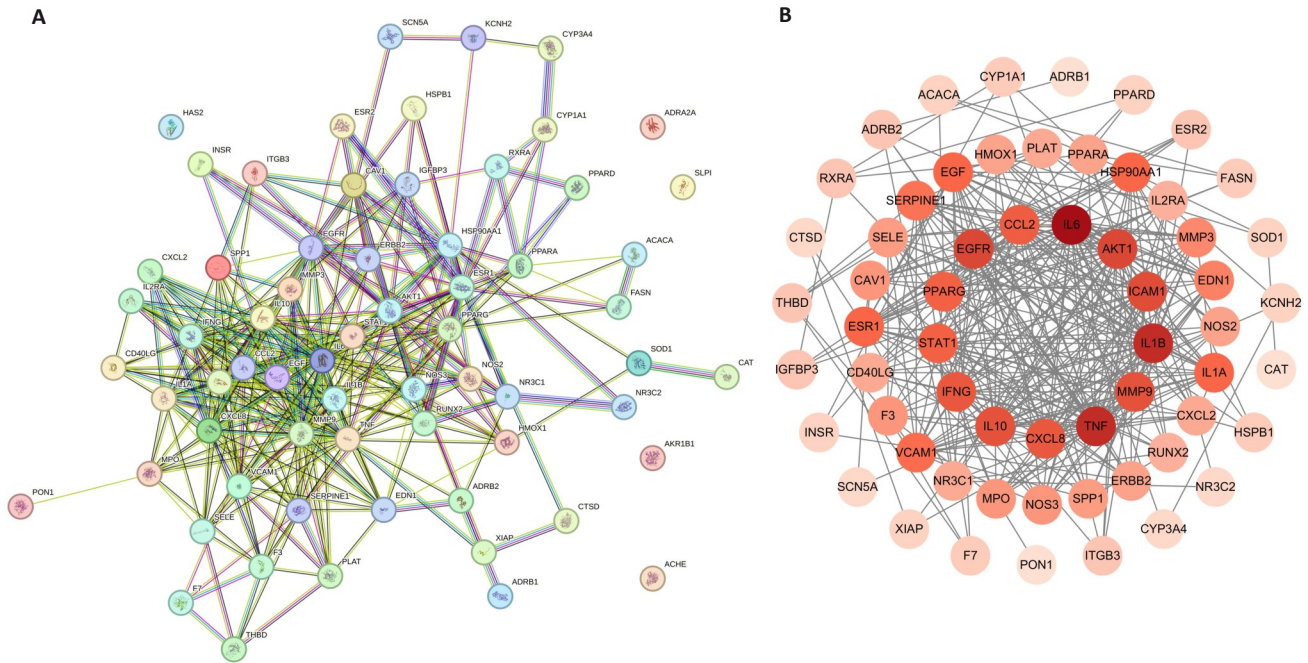 A
B
SCN5A
KCNH2
CYP3A4
HAS2
ESR2
HSPB1
CYP1A1
ADRA2A
INSR
ITGB3
CAV1
IGFBP3
RXRA
PPARD
SLPI
EGFR
ERBB2
HSP90AA1
PPARA
ACACA
CXCL2
SPP1
MMP3
ESR1
IL2RA
IL10
AKT1
FASN
IFNG
STAT1
PPARG
CD40LG
CCL2
EGF
IL6
NOS2
SOD1
CAT
IL1A
IL1B
NOS3
NR3C1
ICAM1
CXCL8
MMP9
TNF
RUNX2
NR3C2
HMOX1
MPO
AKR1B1
PON1
VCAM1
SERPINE1
EDN1
ADRB2
SELE
CTSD
F3
PLAT
XIAP
ACHE
F7
ADRB1
THBD
CYP1A1
ADRB1
ACACA
PPARD
ADRB2
ESR2
HMOX1
PLAT
PPARA
RXRA
EGF
HSP90AA1
FASN
SERPINE1
IL2RA
CCL2
IL6
CTSD
SELE
EGFR
AKT1
MMP3
SOD1
CAV1
PPARG
ICAM1
EDN1
THBD
KCNH2
ESR1
STAT1
IL1B
NOS2
IGFBP3
CD40LG
IL1A
CAT
IFNG
MMP9
F3
IL10
CXCL8
TNF
CXCL2
INSR
HSPB1
VCAM1
RUNX2
SCN5A
NR3C1
MPO
NOS3
SPP1
ERBB2
NR3C2
XIAP
CYP3A4
F7
PON1
ITGB3